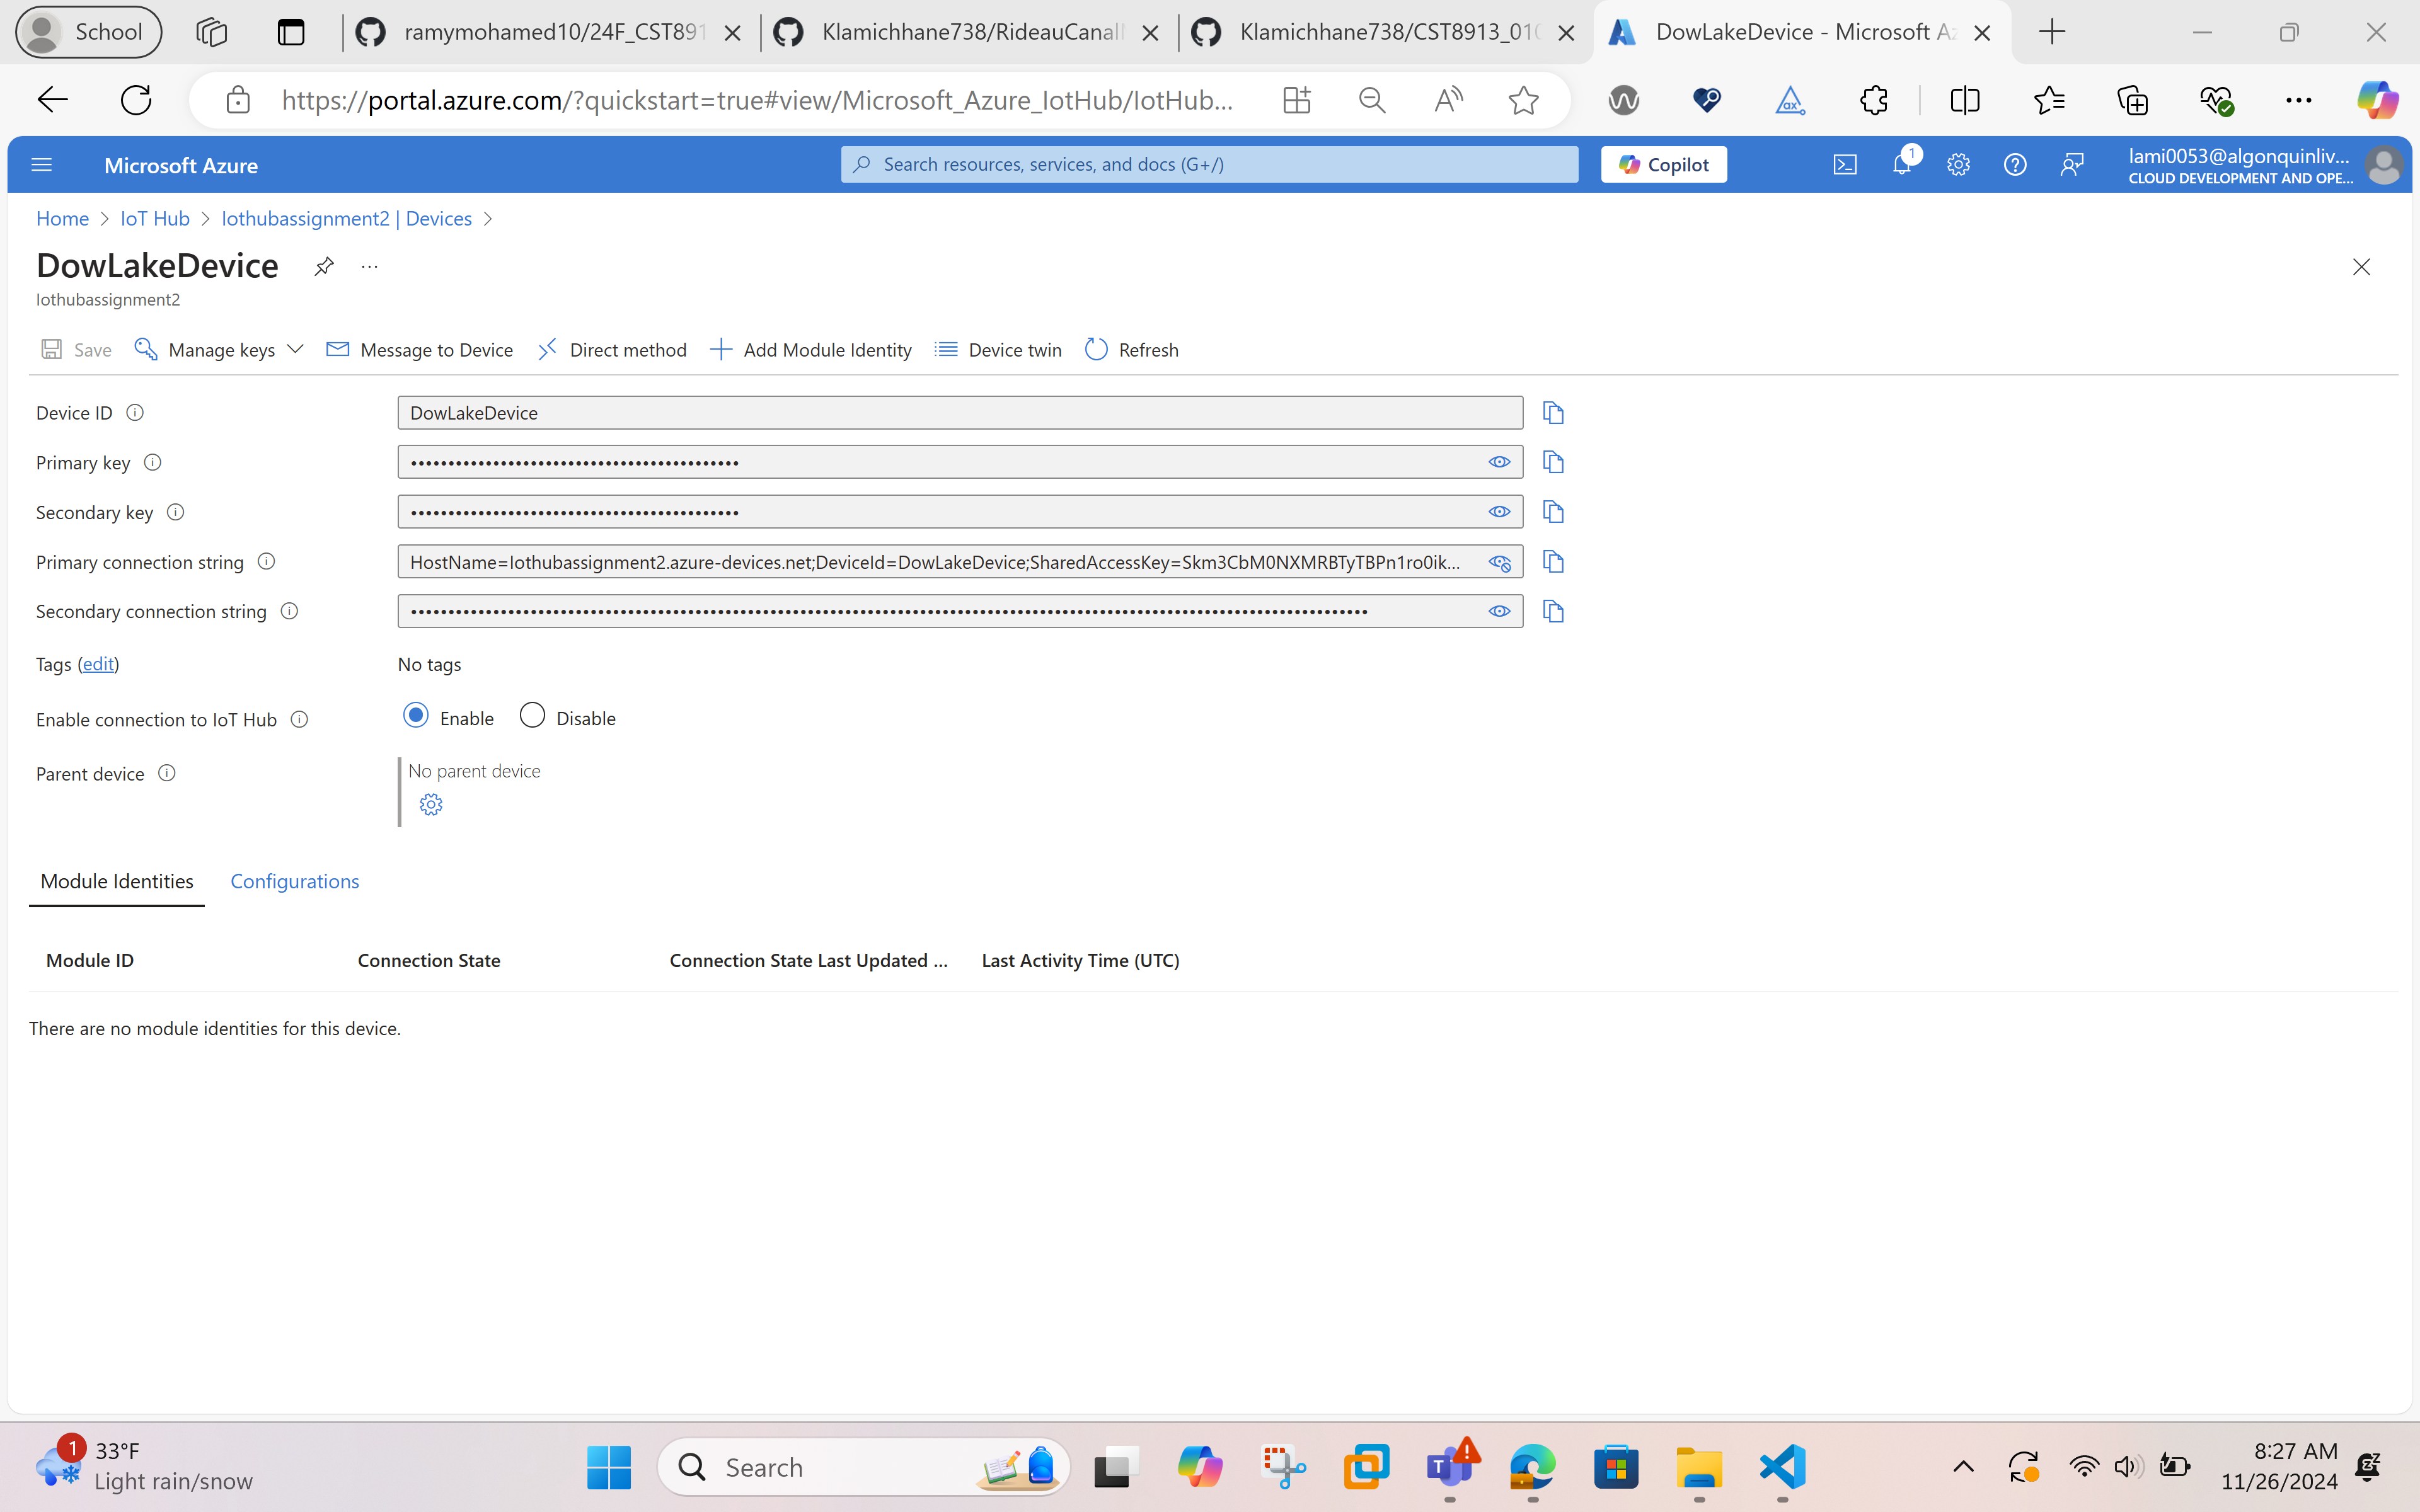 School
ramymohamed10/24F_CST891
Klamichhane738/RideauCanal
Klamichhane738/CST8913_010
DowLakeDevice - Microsoft Az
https://portal.azure.com/?quickstart=true#view/Microsoft_Azure_IotHub/IotHub...
Microsoft Azure
Search resources, services, and docs (G+/)
Copilot
1
lami0053@algonquinliv...
CLOUD DEVELOPMENT AND OPE...
Home > IoT Hub > Iothubassignment2 | Devices >
DowLakeDevice
Iothubassignment2
Save Manage keys Message to Device Direct method Add Module Identity Device twin Refresh
Device ID DowLakeDevice
Primary key
Secondary key
Primary connection string HostName=Iothubassignment2.azure-devices.net;DeviceId=DowLakeDevice;SharedAccessKey=Skm3CbM0NXMRBTyTBPn1ro0ik...
Secondary connection string
Tags (edit) No tags
Enable connection to IoT Hub Enable Disable
Parent device No parent device
Module Identities Configurations
Module ID Connection State Connection State Last Updated ... Last Activity Time (UTC)
There are no module identities for this device.
1
33°F
Light rain/snow
Search
8:27 AM
11/26/2024